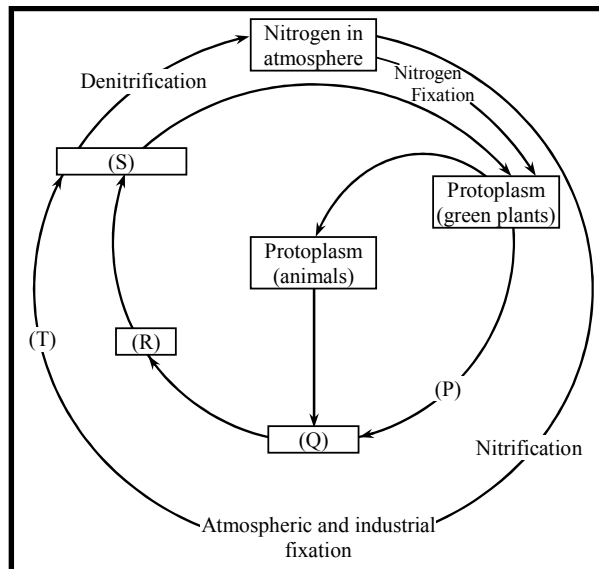 Nitrogen in
atmosphere
Nitrogen
Fixation
Denitrification
(S)
Protoplasm
(green plants)
Protoplasm
(animals)
(T)
(R)
(P)
(Q)
Nitrification
Atmospheric and industrial
fixation